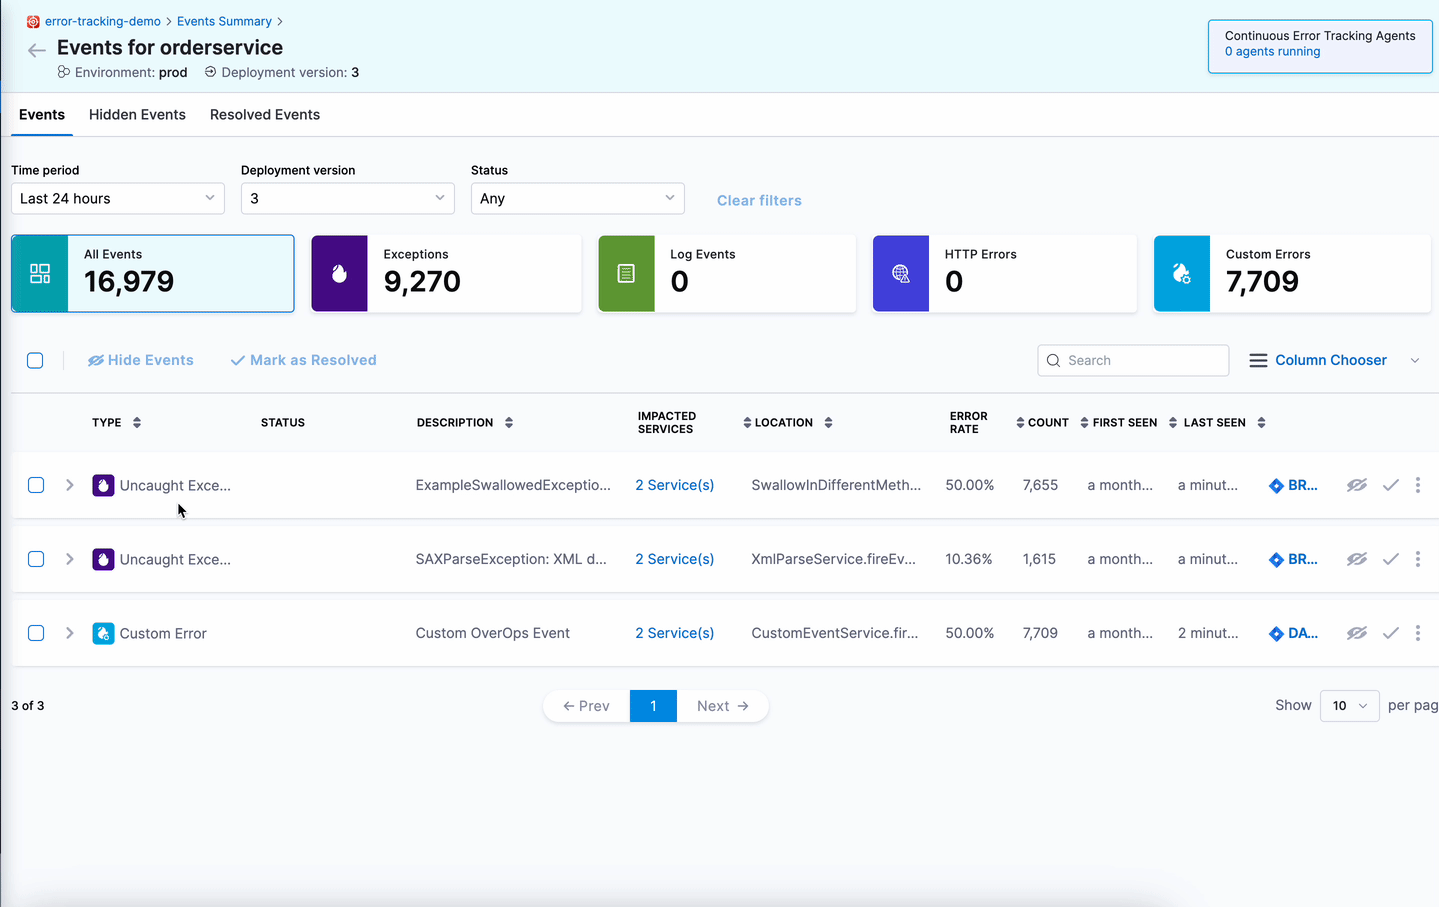 error-tracking-demo > Events Summary >
Events for orderservice
Environment: prod Deployment version: 3
Continuous Error Tracking Agents
0 agents running
Events Hidden Events Resolved Events
Time period Deployment version Status
Last 24 hours 3 Any Clear filters
All Events
16,979
Exceptions
9,270
Log Events
0
HTTP Errors
0
Custom Errors
7,709
Hide Events Mark as Resolved Search Column Chooser
TYPE STATUS DESCRIPTION IMPACTED SERVICES LOCATION ERROR RATE COUNT FIRST SEEN LAST SEEN
Uncaught Exce... ExampleSwallowedExceptio... 2 Service(s) SwallowInDifferentMeth... 50.00% 7,655 a month... a minut... BR...
Uncaught Exce... SAXParseException: XML d... 2 Service(s) XmlParseService.fireEv... 10.36% 1,615 a month... a minut... BR...
Custom Error Custom OverOps Event 2 Service(s) CustomEventService.fir... 50.00% 7,709 a month... 2 minut... DA...
3 of 3 ← Prev 1 Next → Show 10 per pag